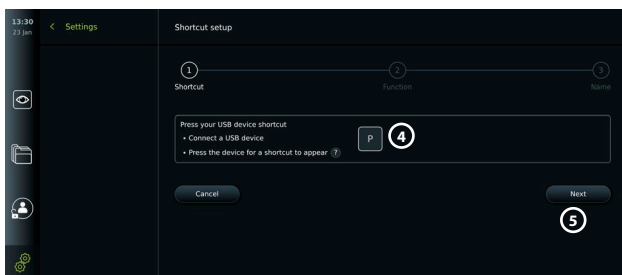 13:30
23 Jan
< Settings
Shortcut setup
1
2
3
Shortcut
Function
Name
Press your USB device shortcut
• Connect a USB device
• Press the device for a shortcut to appear ?
P
4
Cancel
Next
5